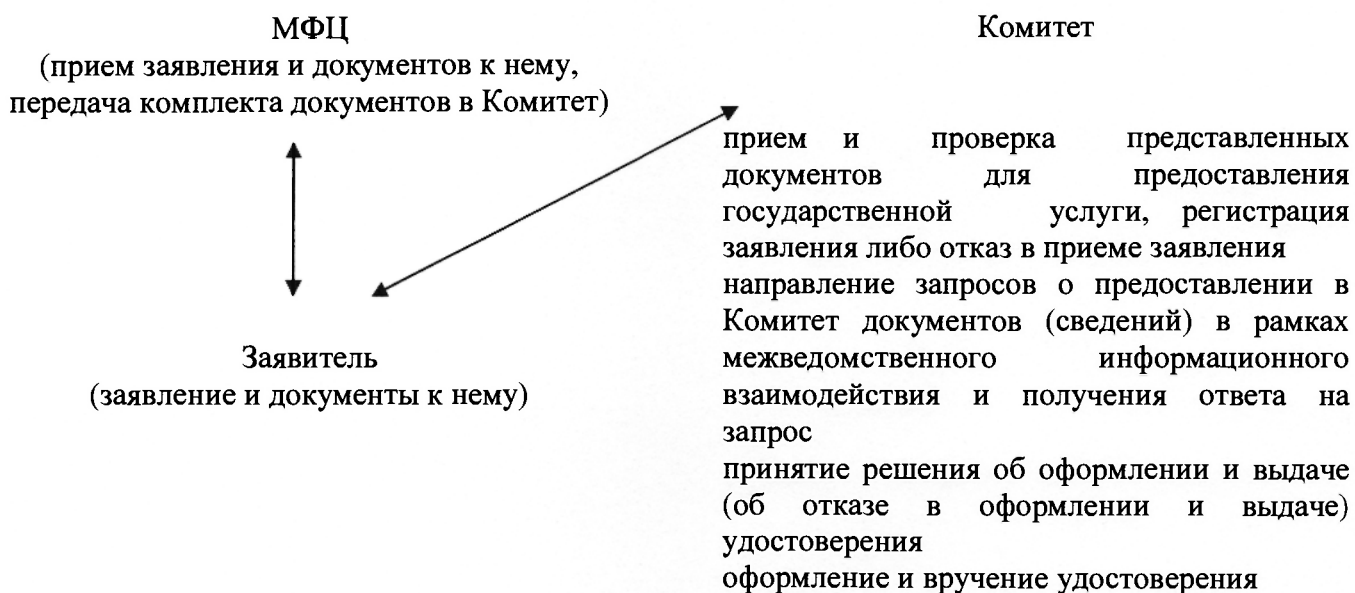 МФЦ
(прием заявления и документов к нему,
передача комплекта документов в Комитет)
Заявитель
(заявление и документы к нему)
Комитет
прием и проверка представленных
документов для предоставления
государственной услуги, регистрация
заявления либо отказ в приеме заявления
направление запросов о предоставлении в
Комитет документов (сведений) в рамках
межведомственного информационного
взаимодействия и получения ответа на
запрос
принятие решения об оформлении и выдаче
(об отказе в оформлении и выдаче)
удостоверения
оформление и вручение удостоверения